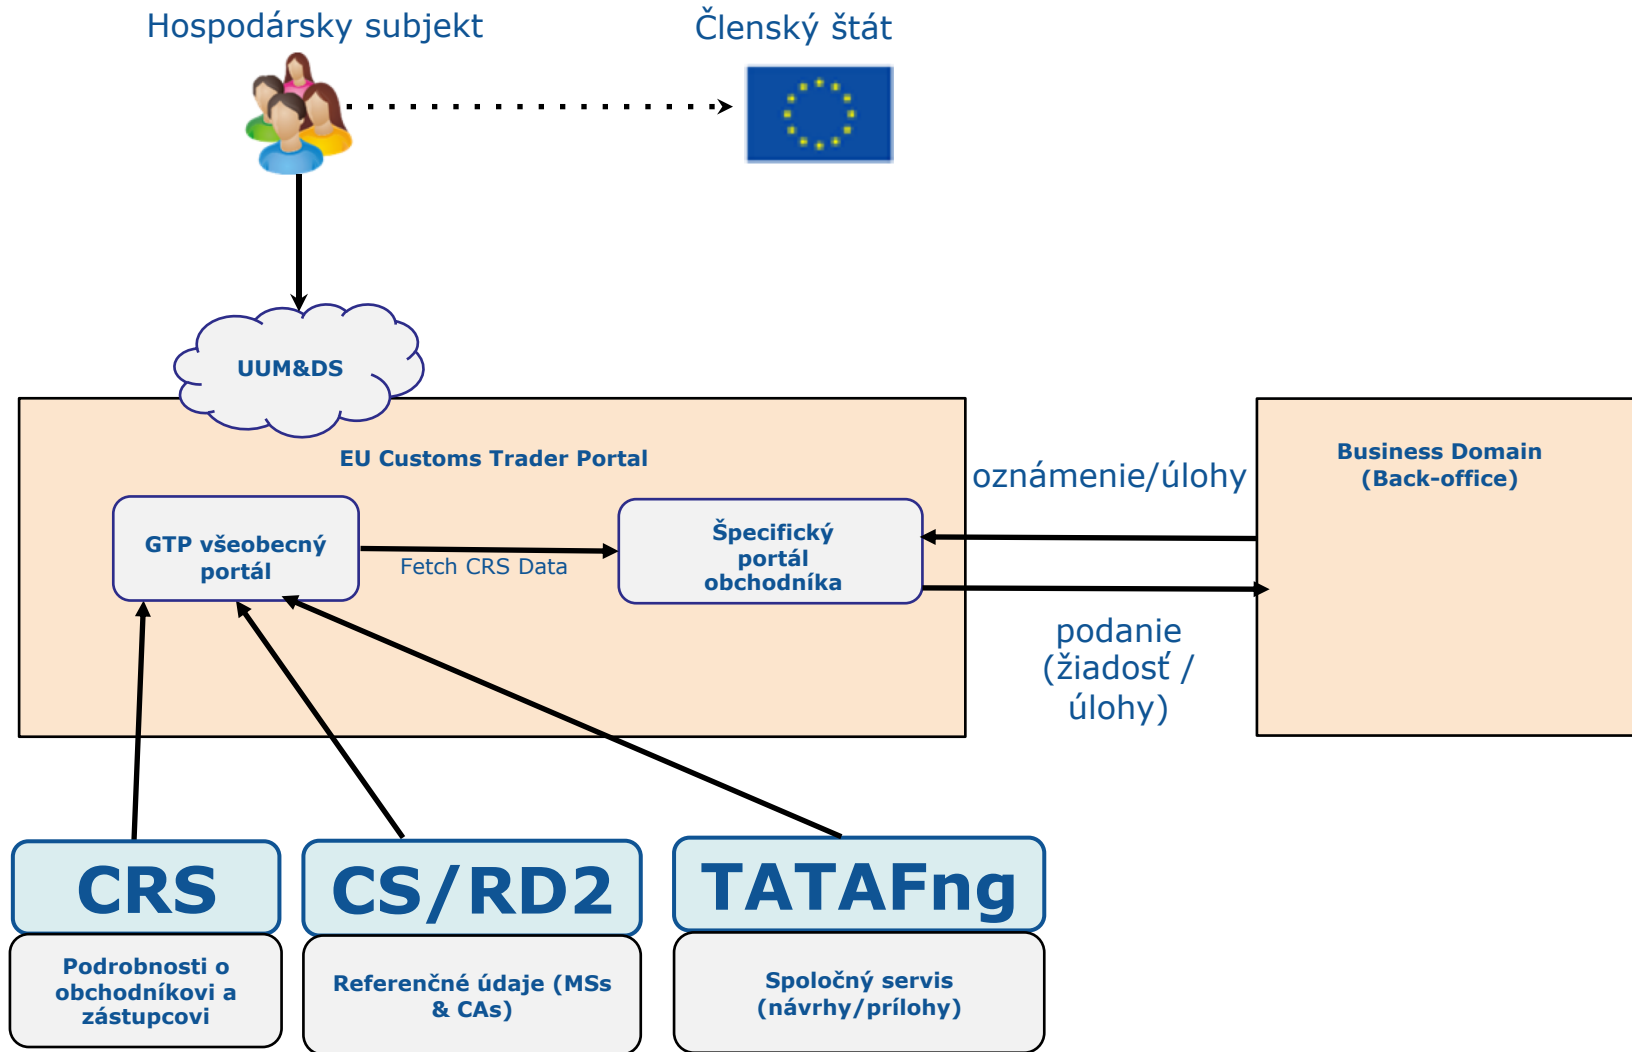 Hospodársky subjekt
Členský štát
UUM&DS
EU Customs Trader Portal
Business Domain
(Back-office)
oznámenie/úlohy
GTP všeobecný
portál
Fetch CRS Data
Špecifický
portál
obchodníka
podanie
(žiadosť /
úlohy)
CRS
CS/RD2
TATAFng
Podrobnosti o
obchodníkovi a
zástupcovi
Referenčné údaje (MSs
& CAs)
Spoločný servis
(návrhy/prílohy)